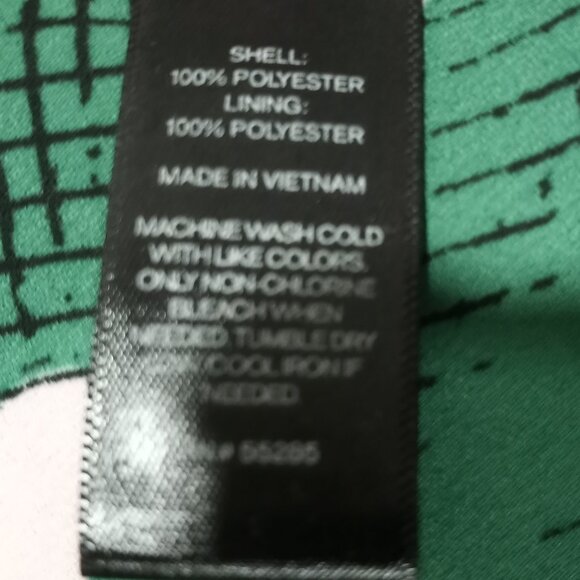 SHELL:
100% POLYESTER
LINING:
100% POLYESTER
MADE IN VIETNAM
MACHINE WASH COLD
WITH LIKE COLORS.
ONLY NON-CHLORINE
BLEACH WHEN
NEEDED. TUMBLE DRY
COOL IRON IF
NEEDED.
# 55285